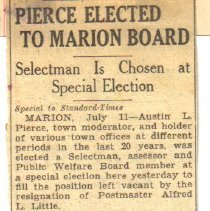 PIERCE ELECTED
TO MARION BOARD
Selectman Is Chosen at
Special Election
Special to Standard-Times
MARION, July 11—Austin L.
Pierce, town moderator, and
holder of various town offices at different
periods in the last 20 years, was
elected a Selectman, assessor and
Public Welfare Board member at
a special election here yesterday to
fill the position left vacant by the
resignation of Postmaster Alfred
L. Little.